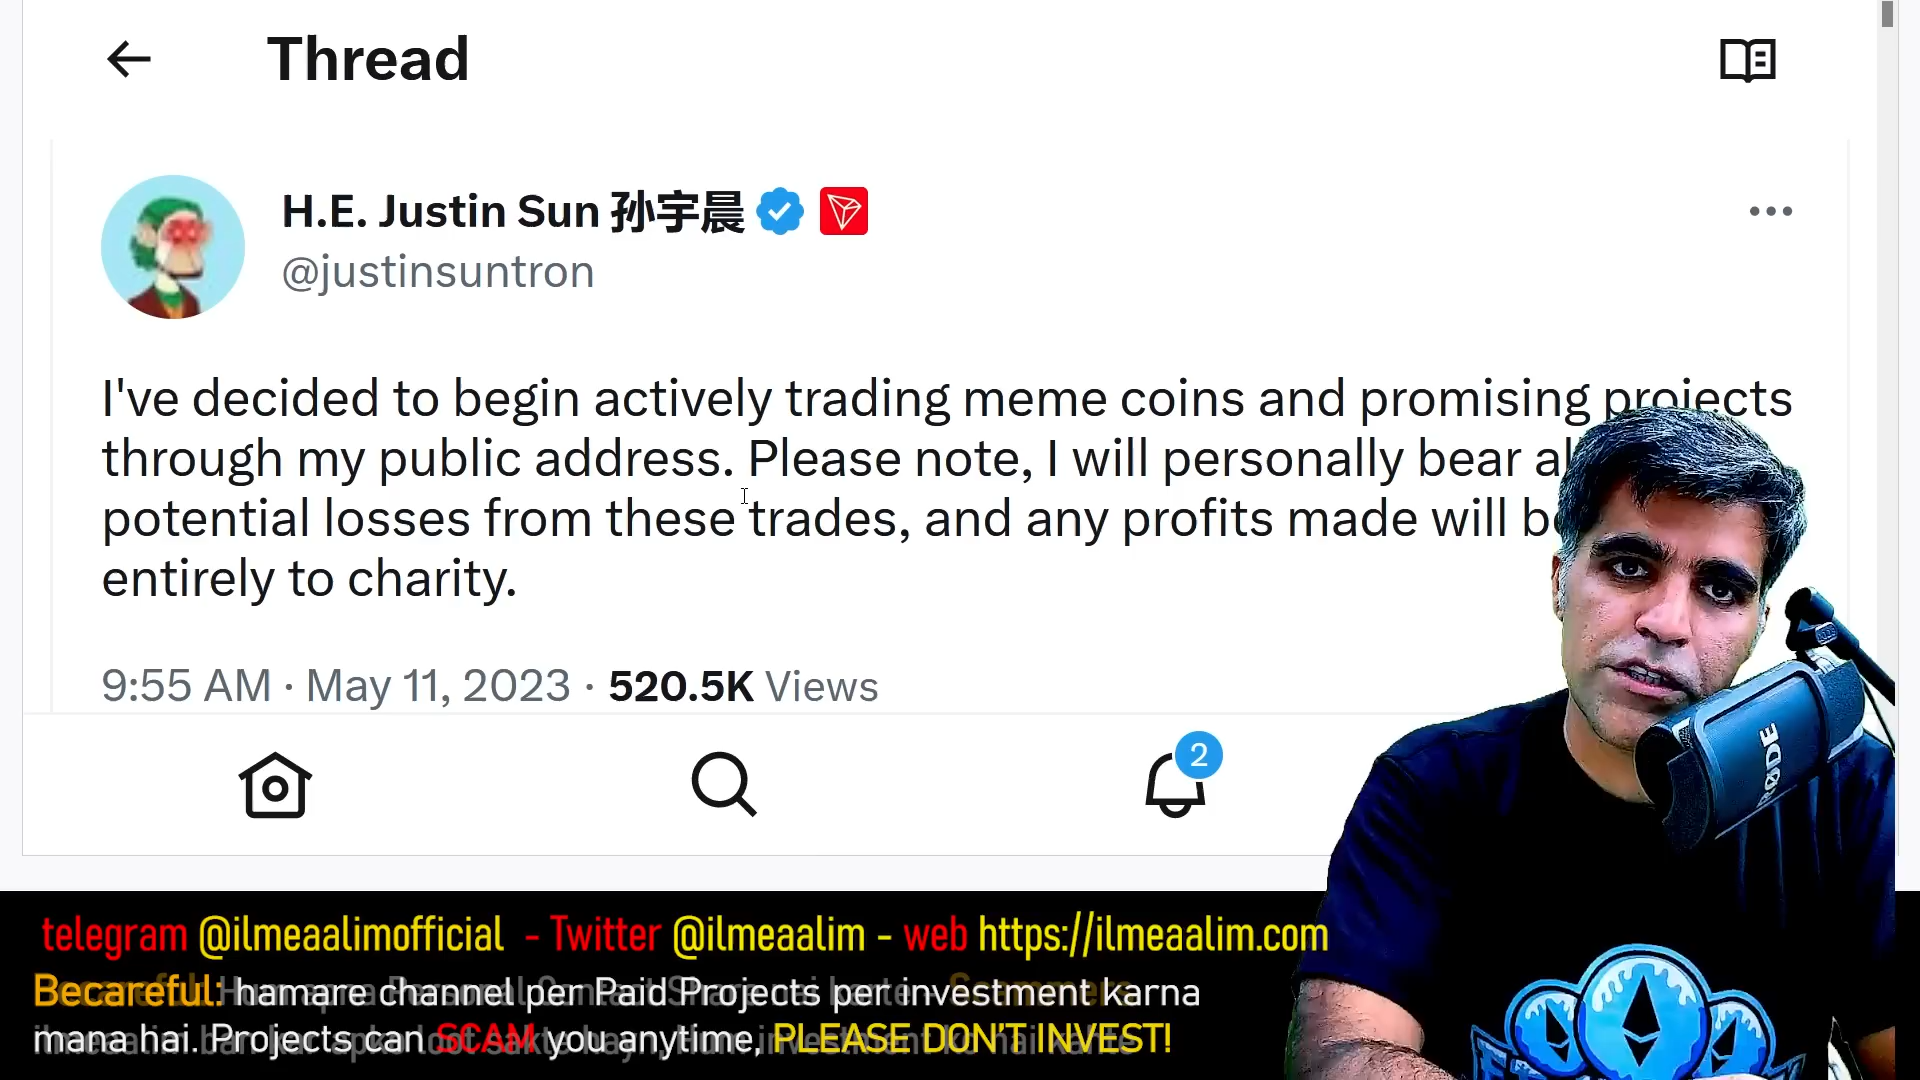 Thread
H.E. Justin Sun 孙宇晨
@justinsuntron
I've decided to begin actively trading meme coins and promising projects
through my public address. Please note, I will personally bear
potential losses from these trades, and any profits made will
entirely to charity.
9:55 AM · May 11, 2023 · 520.5K Views
2
RØDE
telegram @ilmeaalimofficial - Twitter @ilmeaalim - web https://ilmeaalim.com
Becareful: hamare channel per Paid Projects per investment karna
mana hai. Projects can SCAM you anytime, PLEASE DON'T INVEST!